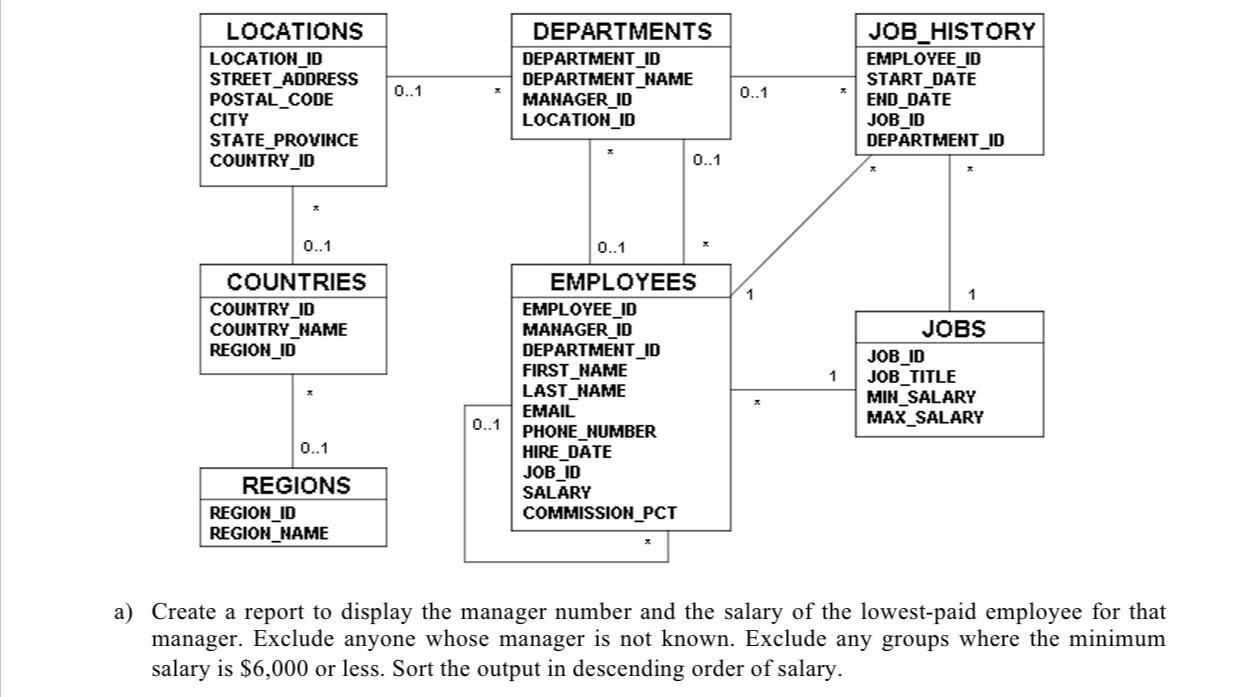 LOCATIONS
LOCATION_ID
STREET_ADDRESS
POSTAL_CODE
CITY
STATE_PROVINCE
COUNTRY_ID
0..1
*
DEPARTMENTS
DEPARTMENT_ID
DEPARTMENT_NAME
MANAGER_ID
LOCATION_ID
0..1
*
JOB_HISTORY
EMPLOYEE_ID
START_DATE
END_DATE
JOB_ID
DEPARTMENT_ID
*
0..1
*
*
*
0..1
0..1
*
COUNTRIES
COUNTRY_ID
COUNTRY_NAME
REGION_ID
*
0..1
EMPLOYEES
EMPLOYEE_ID
MANAGER_ID
DEPARTMENT_ID
FIRST_NAME
LAST_NAME
EMAIL
PHONE_NUMBER
HIRE_DATE
JOB_ID
SALARY
COMMISSION_PCT
0..1
*
1
1
JOBS
JOB_ID
JOB_TITLE
MIN_SALARY
MAX_SALARY
1
*
REGIONS
REGION_ID
REGION_NAME
a) Create a report to display the manager number and the salary of the lowest-paid employee for that
manager. Exclude anyone whose manager is not known. Exclude any groups where the minimum
salary is $6,000 or less. Sort the output in descending order of salary.